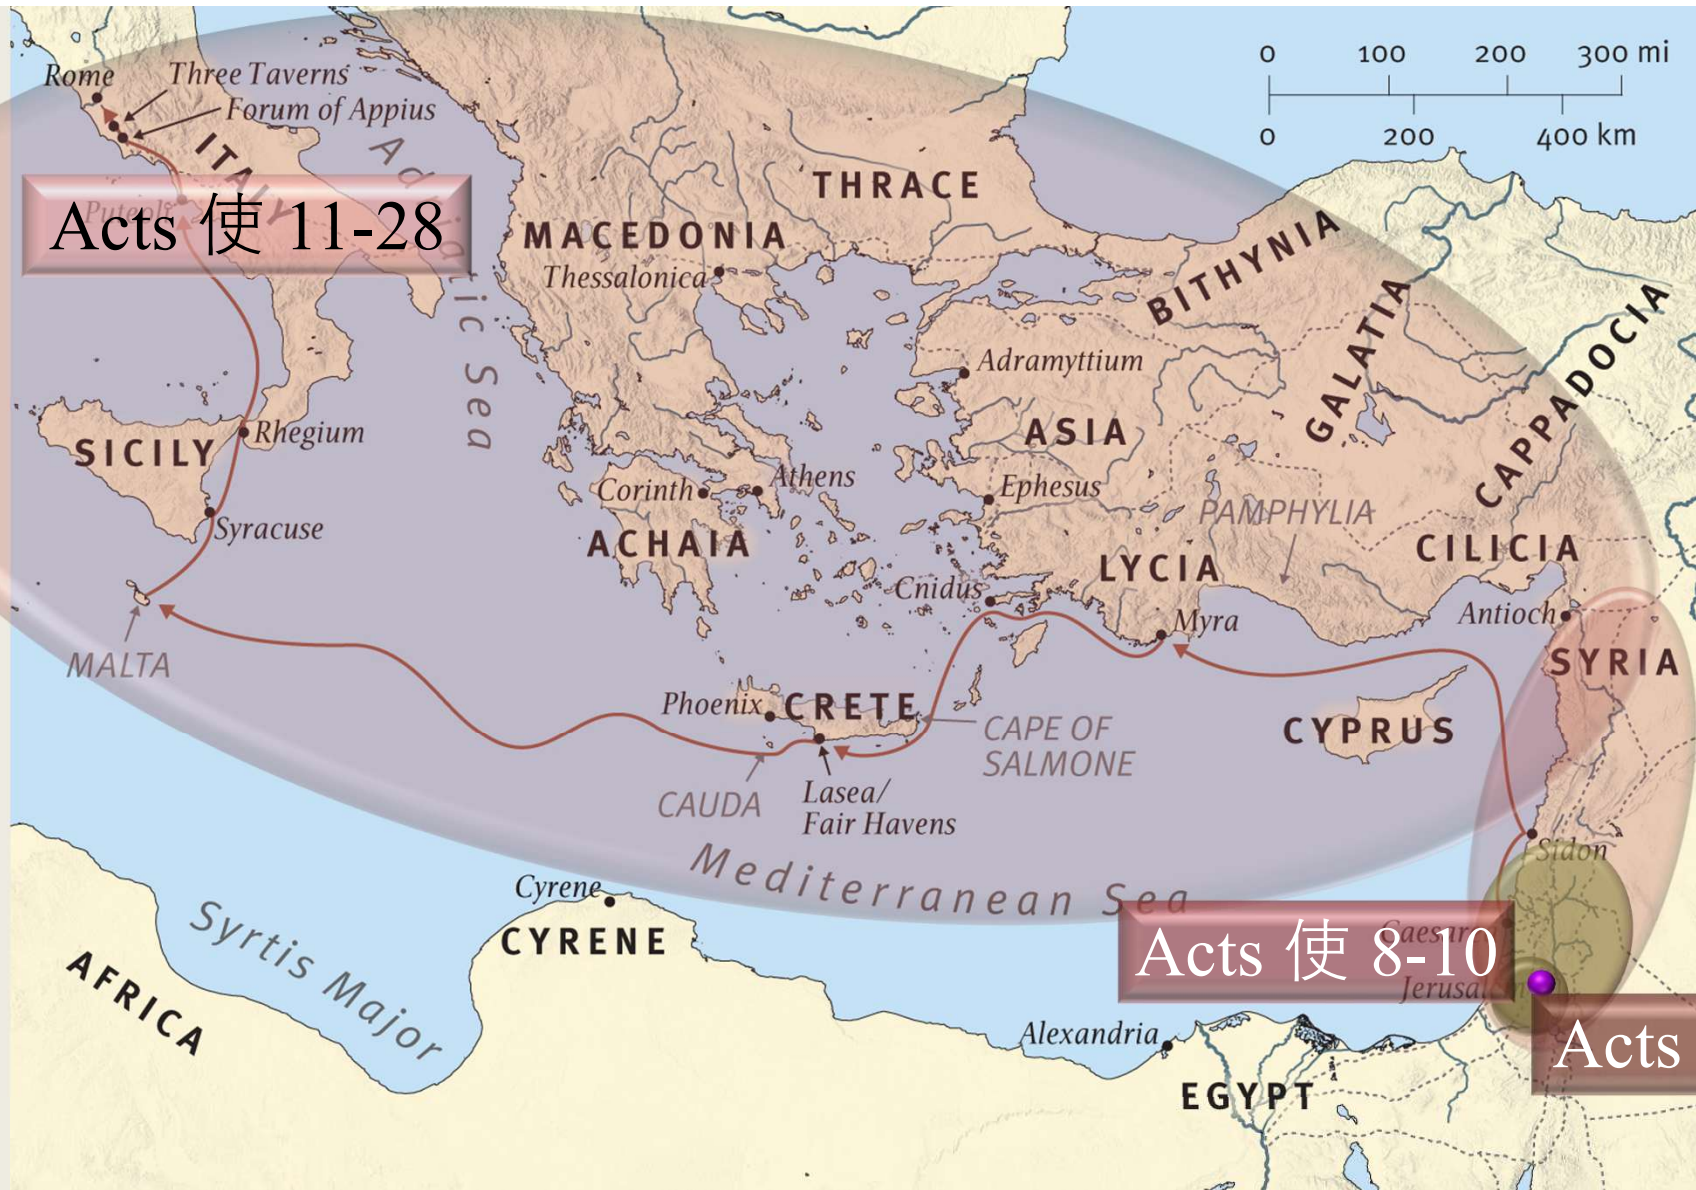 0 100 200 300 mi
0 200 400 km
Rome
Three Taverns
Forum of Appius
ITALY
Adriatic Sea
Puteoli
Acts 使 11-28
THRACE
MACEDONIA
Thessalonica
BITHYNIA
GALATIA
CAPPADOCIA
Adramyttium
ASIA
SICILY
Rhegium
Corinth
Athens
Ephesus
PAMPHYLIA
Syracuse
ACHAIA
LYCIA
CILICIA
Cnidus
Myra
Antioch
MALTA
SYRIA
Phoenix
CRETE
CAPE OF
SALMONE
CYPRUS
CAUDA
Lasea/
Fair Havens
Sidon
Mediterranean Sea
Cyrene
CYRENE
Syrtis Major
AFRICA
Caesarea
Acts 使 8-10
Jerusalem
Alexandria
EGYPT
Acts